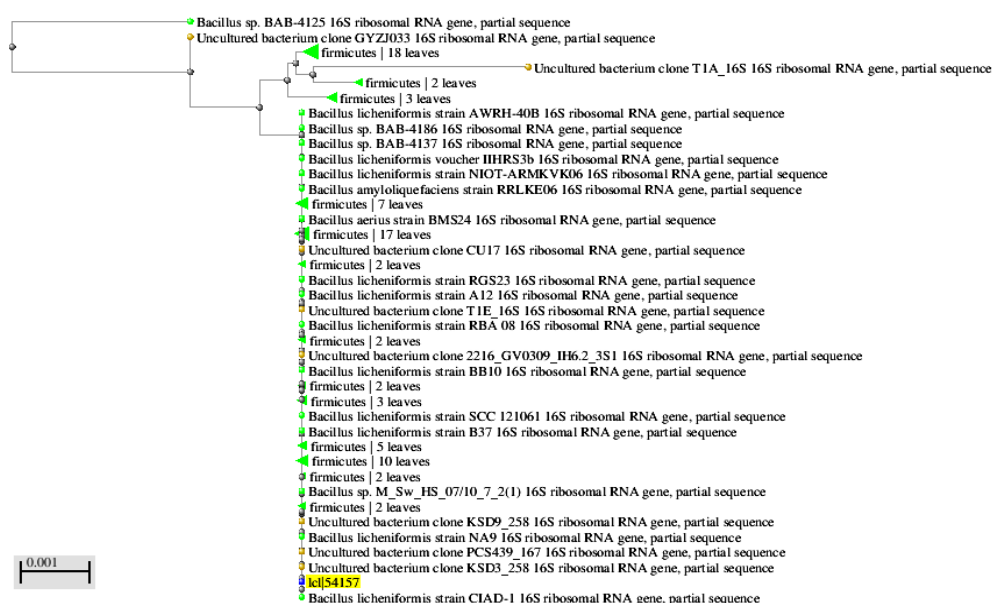 Bacillus sp. BAB-4125 16S ribosomal RNA gene, partial sequence
Uncultured bacterium clone GYZJ033 16S ribosomal RNA gene, partial sequence
firmicutes | 18 leaves
Uncultured bacterium clone T1A_16S 16S ribosomal RNA gene, partial sequence
firmicutes | 2 leaves
firmicutes | 3 leaves
Bacillus licheniformis strain AWRH-40B 16S ribosomal RNA gene, partial sequence
Bacillus sp. BAB-4186 16S ribosomal RNA gene, partial sequence
Bacillus sp. BAB-4137 16S ribosomal RNA gene, partial sequence
Bacillus licheniformis voucher IIHRS3b 16S ribosomal RNA gene, partial sequence
Bacillus licheniformis strain NIOT-ARMKVK06 16S ribosomal RNA gene, partial sequence
Bacillus amyloliquefaciens strain RRLKE06 16S ribosomal RNA gene, partial sequence
firmicutes | 7 leaves
Bacillus aerius strain BMS24 16S ribosomal RNA gene, partial sequence
firmicutes | 17 leaves
Uncultured bacterium clone CU17 16S ribosomal RNA gene, partial sequence
firmicutes | 2 leaves
Bacillus licheniformis strain RGS23 16S ribosomal RNA gene, partial sequence
Bacillus licheniformis strain A12 16S ribosomal RNA gene, partial sequence
Uncultured bacterium clone T1E_16S 16S ribosomal RNA gene, partial sequence
Bacillus licheniformis strain RBA 08 16S ribosomal RNA gene, partial sequence
firmicutes | 2 leaves
Uncultured bacterium clone 2216_GV0309_IH6.2_3S1 16S ribosomal RNA gene, partial sequence
Bacillus licheniformis strain BB10 16S ribosomal RNA gene, partial sequence
firmicutes | 2 leaves
firmicutes | 3 leaves
Bacillus licheniformis strain SCC 121061 16S ribosomal RNA gene, partial sequence
Bacillus licheniformis strain B37 16S ribosomal RNA gene, partial sequence
firmicutes | 5 leaves
firmicutes | 10 leaves
firmicutes | 2 leaves
Bacillus sp. M_Sw_HS_07/10_7_2(1) 16S ribosomal RNA gene, partial sequence
firmicutes | 2 leaves
Uncultured bacterium clone KSD9_258 16S ribosomal RNA gene, partial sequence
Bacillus licheniformis strain NA9 16S ribosomal RNA gene, partial sequence
Uncultured bacterium clone PCS439_167 16S ribosomal RNA gene, partial sequence
Uncultured bacterium clone KSD3_258 16S ribosomal RNA gene, partial sequence
0.001
lcl|54157
Bacillus licheniformis strain CIAD-1 16S ribosomal RNA gene, partial sequence